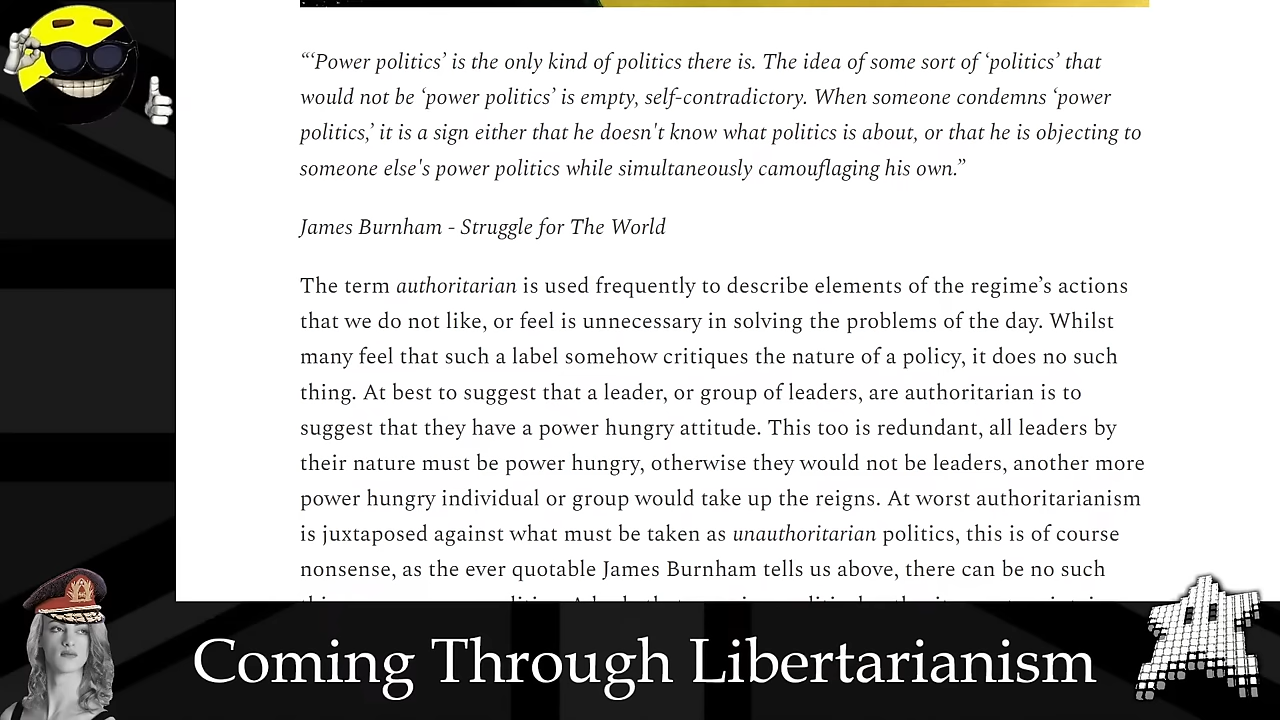 “‘Power politics’ is the only kind of politics there is. The idea of some sort of ‘politics’ that
would not be ‘power politics’ is empty, self-contradictory. When someone condemns ‘power
politics,’ it is a sign either that he doesn't know what politics is about, or that he is objecting to
someone else's power politics while simultaneously camouflaging his own.”
James Burnham - Struggle for The World
The term authoritarian is used frequently to describe elements of the regime’s actions
that we do not like, or feel is unnecessary in solving the problems of the day. Whilst
many feel that such a label somehow critiques the nature of a policy, it does no such
thing. At best to suggest that a leader, or group of leaders, are authoritarian is to
suggest that they have a power hungry attitude. This too is redundant, all leaders by
their nature must be power hungry, otherwise they would not be leaders, another more
power hungry individual or group would take up the reigns. At worst authoritarianism
is juxtaposed against what must be taken as unauthoritarian politics, this is of course
nonsense, as the ever quotable James Burnham tells us above, there can be no such
Coming Through Libertarianism